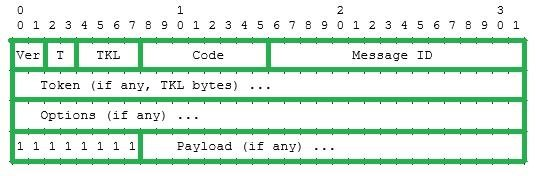 0 1 2 3
0 1 2 3 4 5 6 7 8 9 0 1 2 3 4 5 6 7 8 9 0 1 2 3 4 5 6 7 8 9 0 1
Ver T TKL Code Message ID
Token (if any, TKL bytes) ...
Options (if any) ...
1 1 1 1 1 1 1 1 Payload (if any) ...